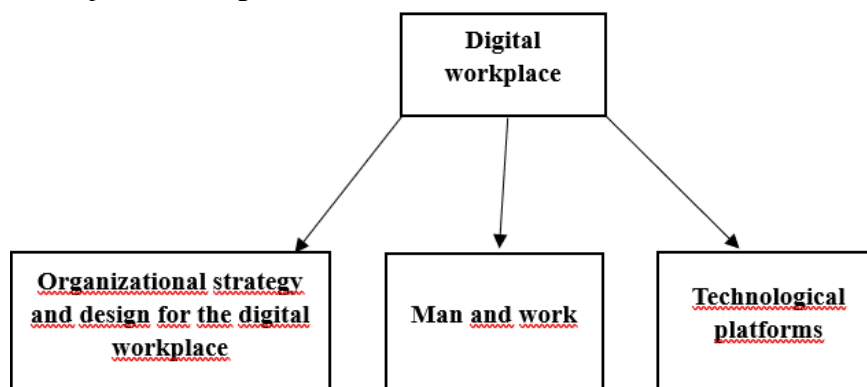 Digital
workplace
Organizational strategy
and design for the digital
workplace
Man and work
Technological
platforms